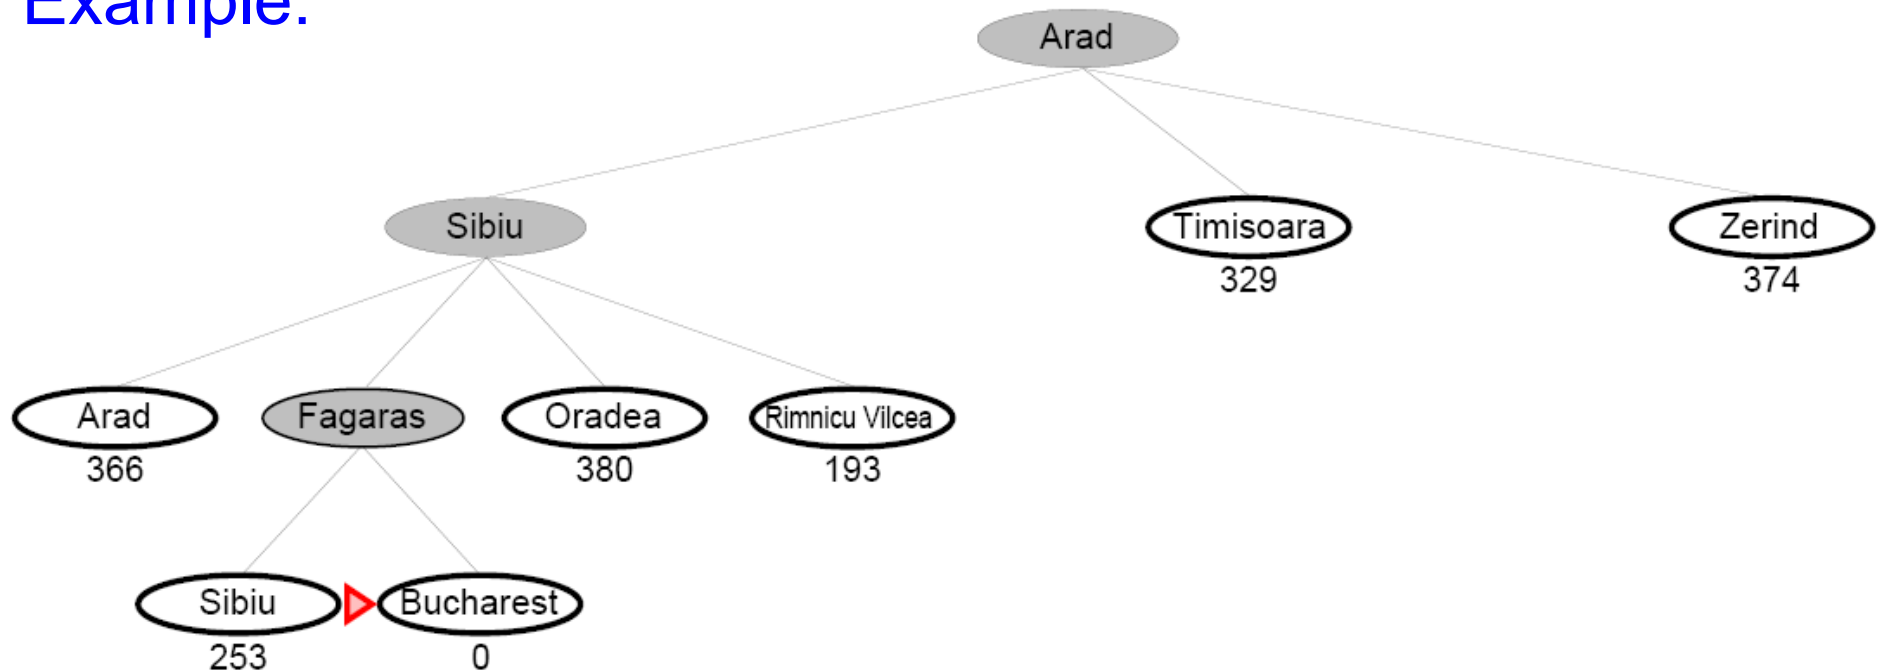 Example:
Arad
Sibiu
Timisoara
Zerind
329
374
Arad
Fagaras
Oradea
Rimnicu Vilcea
366
380
193
Sibiu
Bucharest
253
0